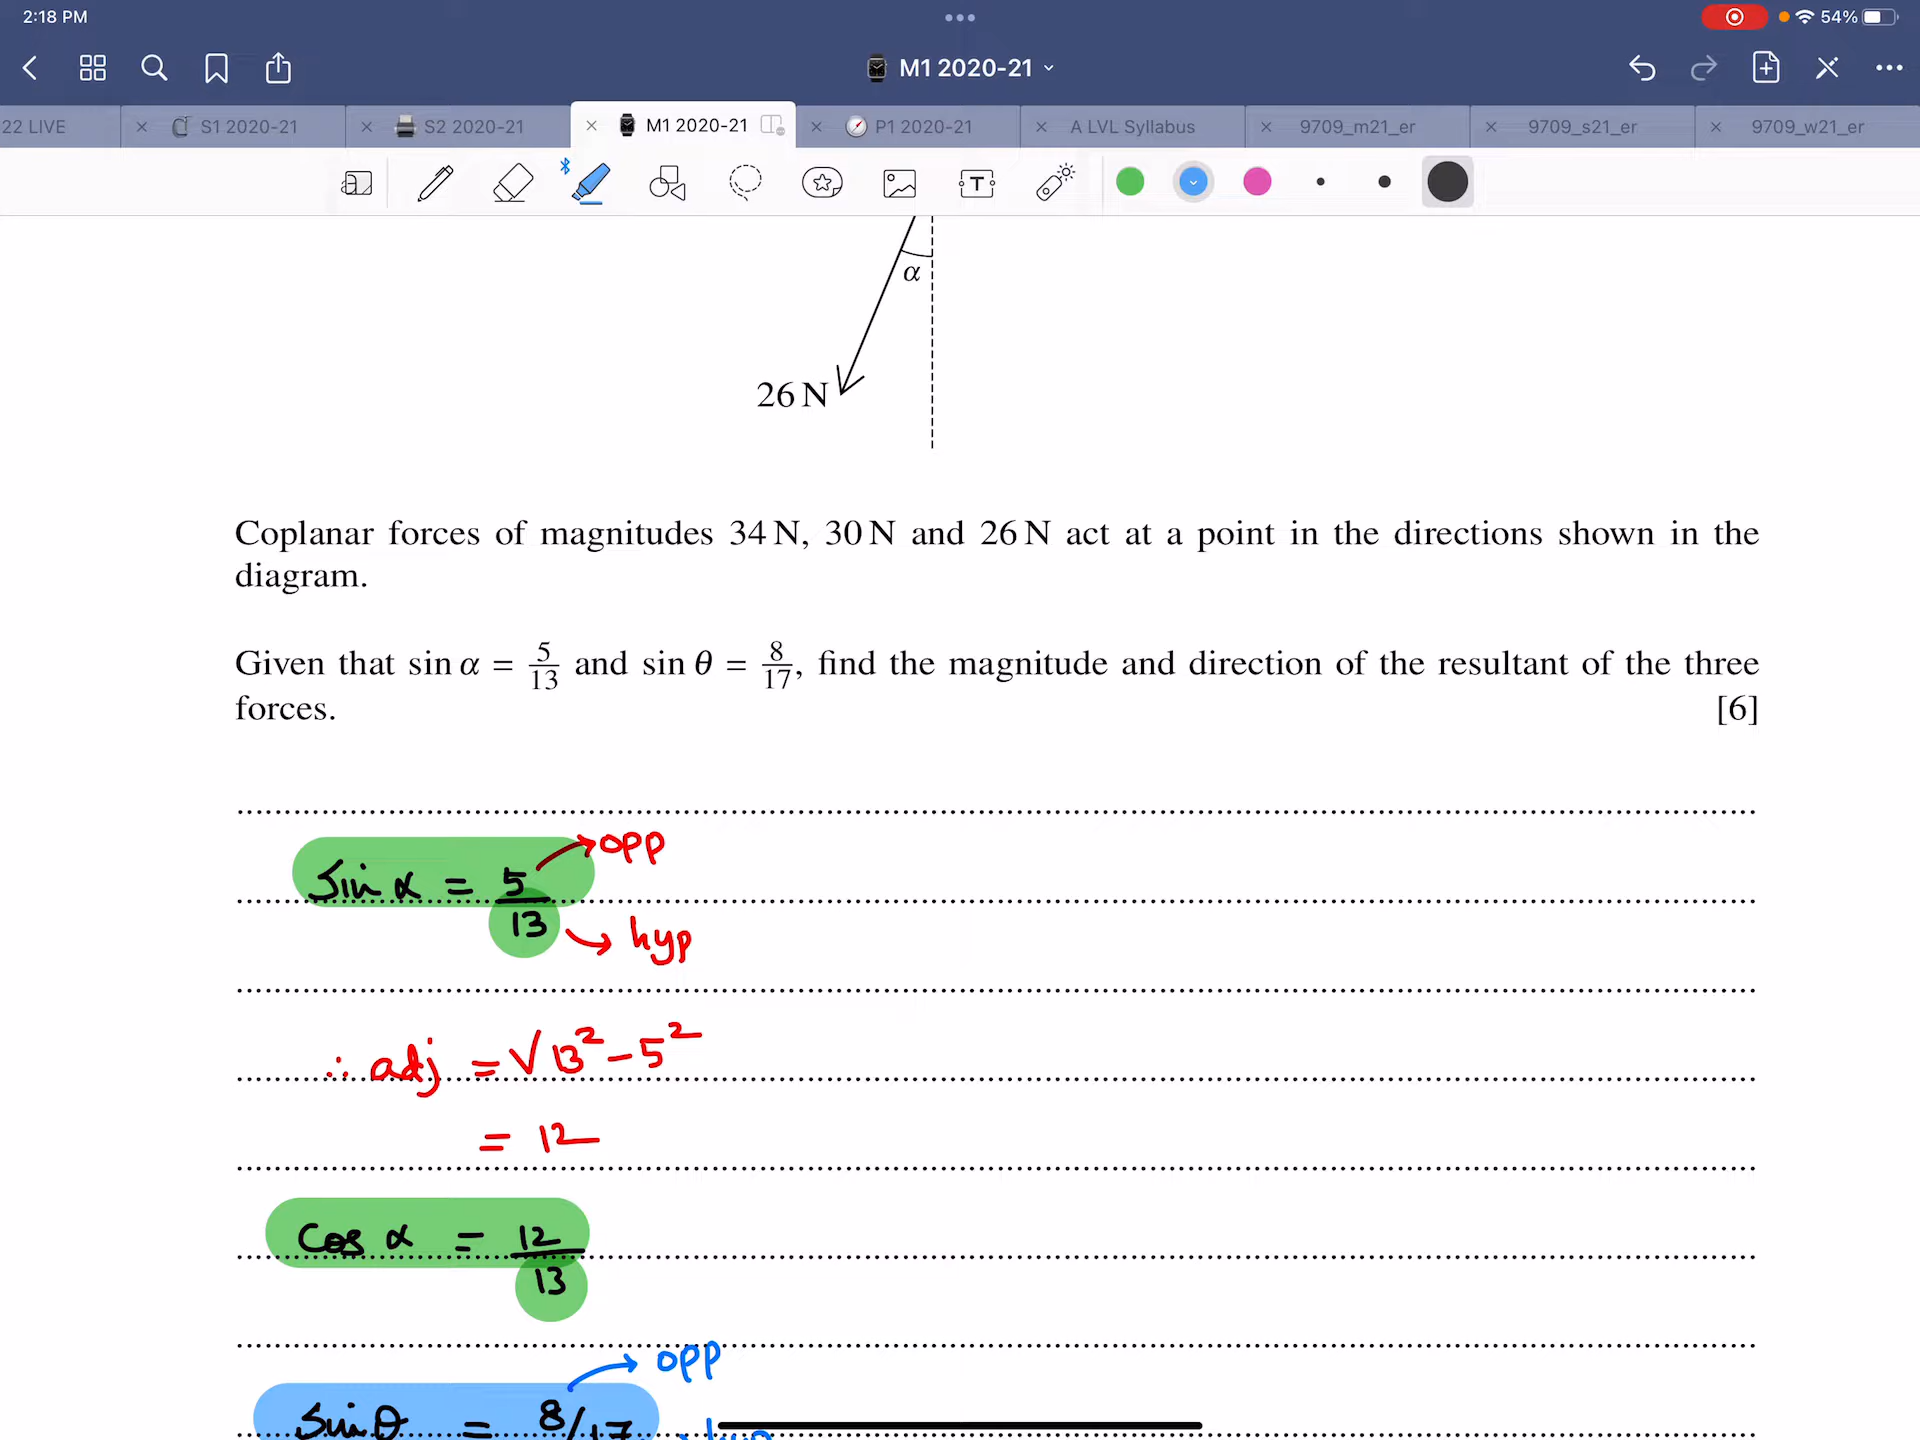 2:18 PM
54%
M1 2020-21
22 LIVE
S1 2020-21
S2 2020-21
M1 2020-21
P1 2020-21
A LVL Syllabus
9709_m21_er
9709_s21_er
9709_w21_er
α
26 N
Coplanar forces of magnitudes 34 N, 30 N and 26 N act at a point in the directions shown in the
diagram.
Given that sin α = 5/13 and sin θ = 8/17, find the magnitude and direction of the resultant of the three
forces. [6]
opp
Sin α = 5/13
hyp
∴ adj = √13² – 5²
= 12
Cos α = 12/13
opp
Sin θ = 8/17